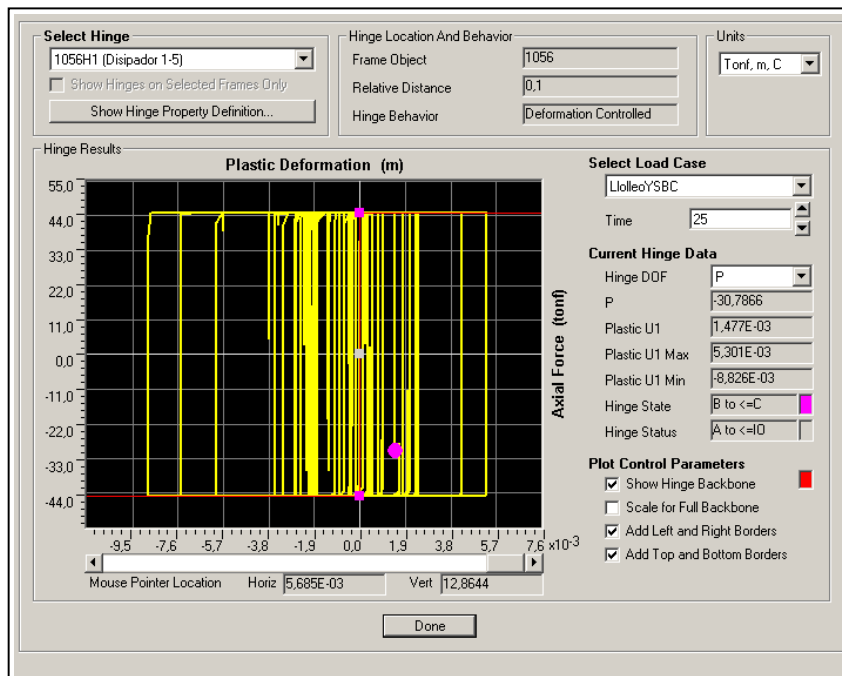 Select Hinge
1056H1 (Disipador 1-5)
Show Hinges on Selected Frames Only
Show Hinge Property Definition...
Hinge Location And Behavior
Frame Object 1056
Relative Distance 0,1
Hinge Behavior Deformation Controlled
Units
Tonf, m, C
Hinge Results
Plastic Deformation (m)
55,0
44,0
33,0
22,0
11,0
0,0
-11,0
-22,0
-33,0
-44,0
-9,5 -7,6 -5,7 -3,8 -1,9 0,0 1,9 3,8 5,7 7,6 x10 -3
Axial Force (tonf)
Mouse Pointer Location Horiz 5,685E-03 Vert 12,8644
Select Load Case
LlolleoYSBC
Time 25
Current Hinge Data
Hinge DOF P
P -30,7866
Plastic U1 1,477E-03
Plastic U1 Max 5,301E-03
Plastic U1 Min -8,826E-03
Hinge State B to <=C
Hinge Status A to <=IO
Plot Control Parameters
Show Hinge Backbone
Scale for Full Backbone
Add Left and Right Borders
Add Top and Bottom Borders
Done